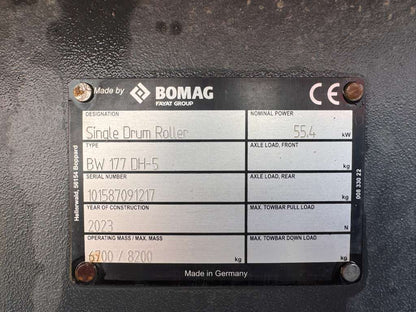 Made by BOMAG
FAYAT GROUP
CE
DESIGNATION
Single Drum Roller
NOMINAL POWER
55.4 kW
TYPE
BW 177 DH-5
AXLE LOAD, FRONT
kg
SERIAL NUMBER
101587091217
AXLE LOAD, REAR
kg
YEAR OF CONSTRUCTION
2023
MAX. TOWBAR PULL LOAD
N
OPERATING MASS / MAX. MASS
6700 / 8200
MAX. TOWBAR DOWN LOAD
kg
Made in Germany
Hellerwald, 56154 Boppard
008 330 22